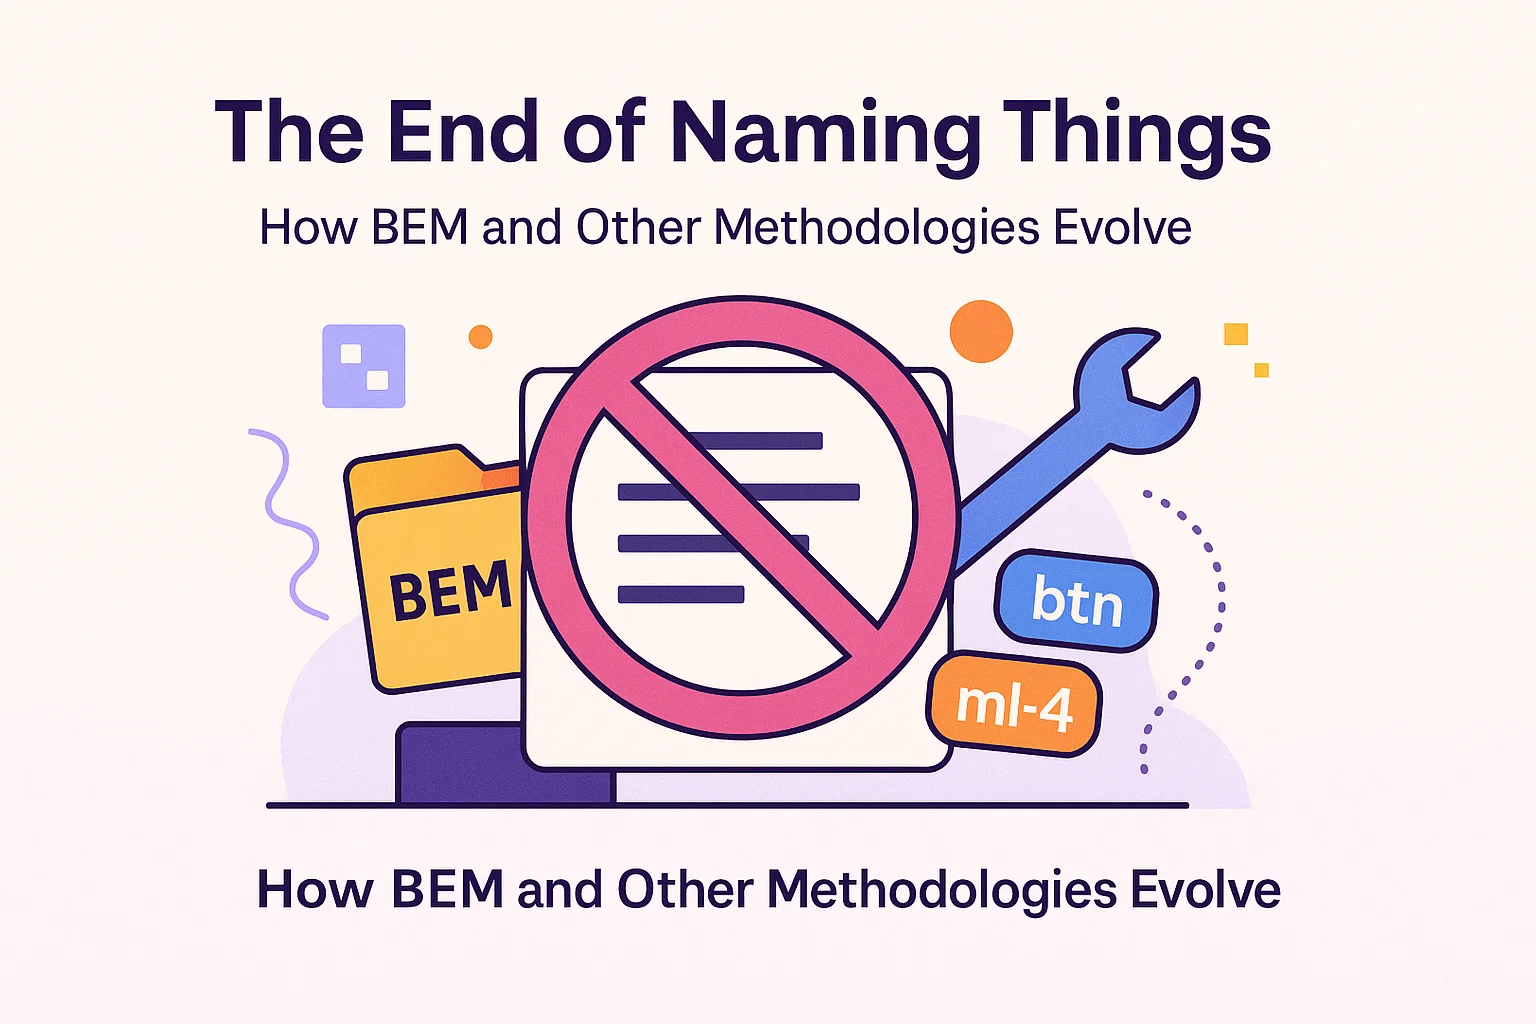 The End of Naming Things
How BEM and Other Methodologies Evolve
BEM
btn
ml-4
How BEM and Other Methodologies Evolve